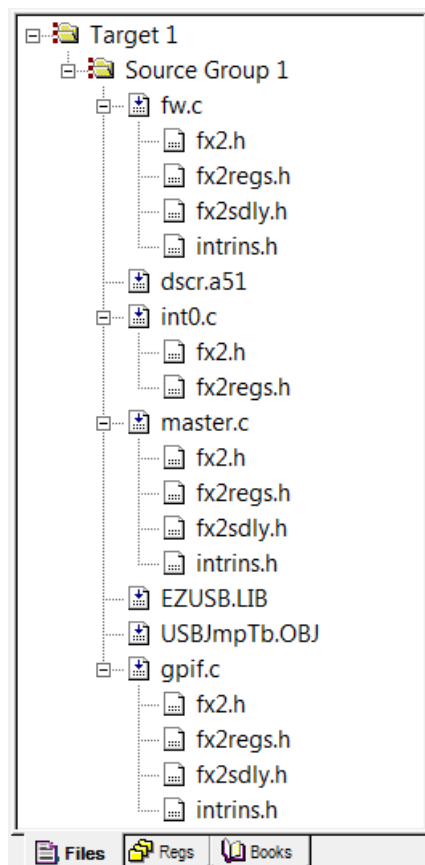 Target 1
Source Group 1
fw.c
fx2.h
fx2regs.h
fx2sdly.h
intrins.h
dscr.a51
int0.c
fx2.h
fx2regs.h
master.c
fx2.h
fx2regs.h
fx2sdly.h
intrins.h
EZUSB.LIB
USBJmpTb.OBJ
gpif.c
fx2.h
fx2regs.h
fx2sdly.h
intrins.h
Files Regs Books